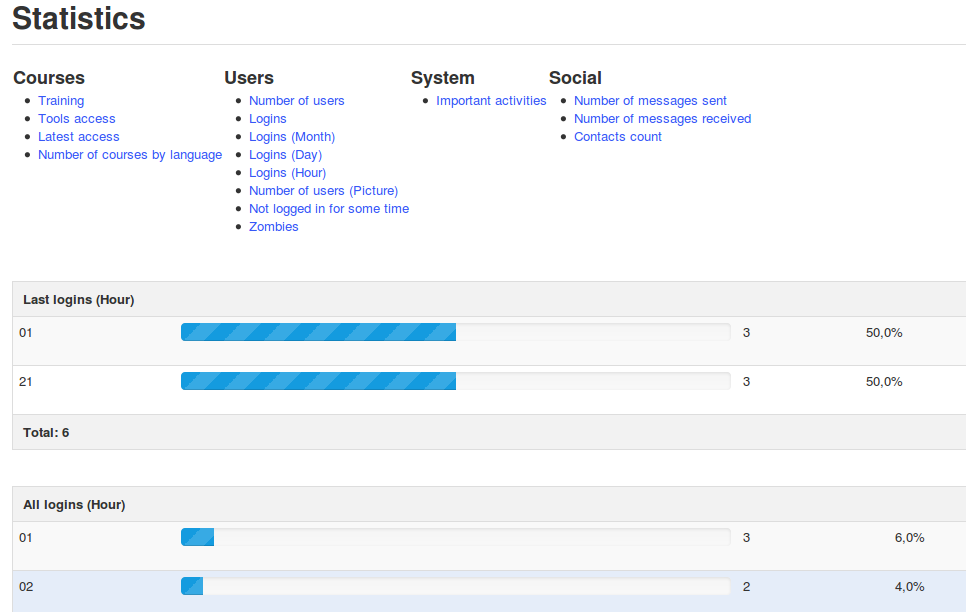 Statistics
Courses
Training
Tools access
Latest access
Number of courses by language
Users
Number of users
Logins
Logins (Month)
Logins (Day)
Logins (Hour)
Number of users (Picture)
Not logged in for some time
Zombies
System
Important activities
Social
Number of messages sent
Number of messages received
Contacts count
Last logins (Hour)
01 3 50,0%
21 3 50,0%
Total: 6
All logins (Hour)
01 3 6,0%
02 2 4,0%